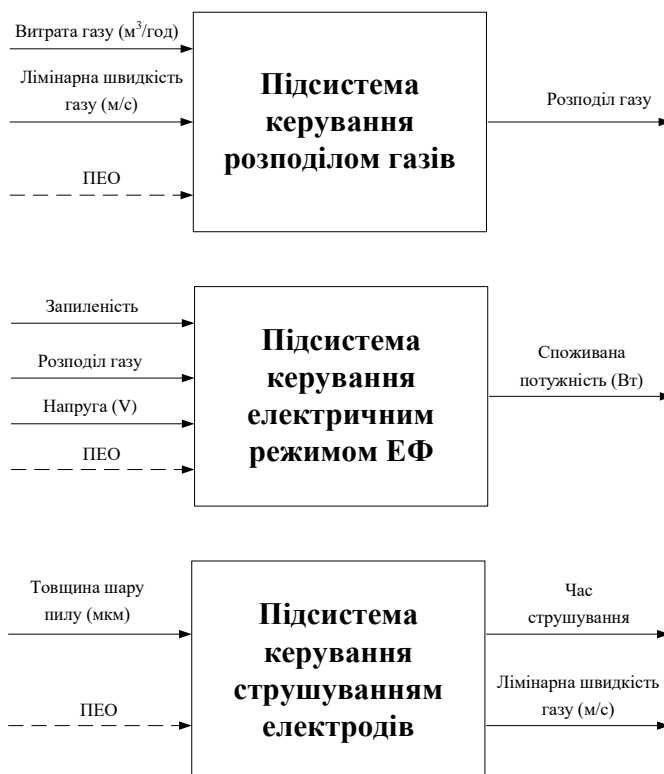 Витрата газу (м³/год)
Лімінарна швидкість
газу (м/с)
ПЕО
Підсистема
керування
розподілом газів
Розподіл газу
Запиленість
Розподіл газу
Напруга (V)
ПЕО
Підсистема
керування
електричним
режимом ЕФ
Споживана
потужність (Вт)
Товщина шару
пилу (мкм)
ПЕО
Підсистема
керування
струшуванням
електродів
Час
струшування
Лімінарна швидкість
газу (м/с)